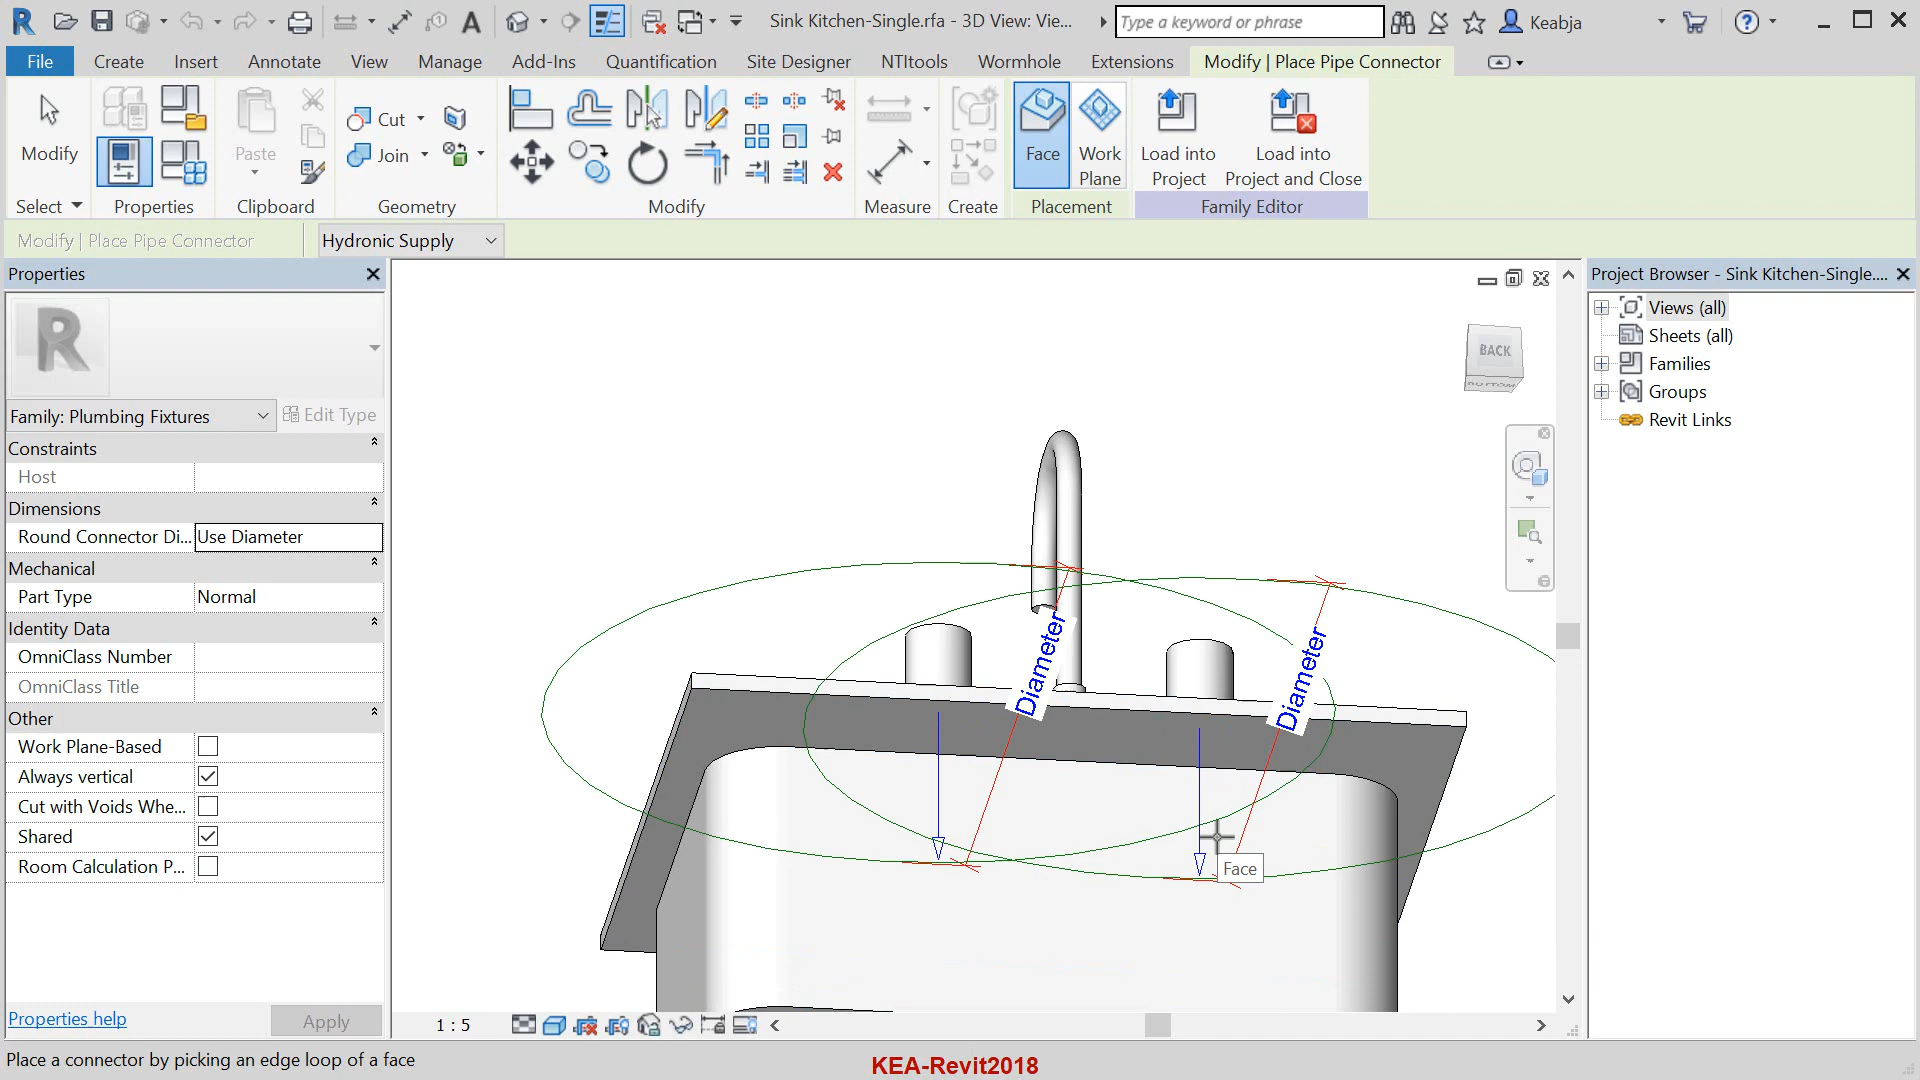 Sink Kitchen-Single.rfa - 3D View: Vie...
Type a keyword or phrase
Keabja
File
Create
Insert
Annotate
View
Manage
Add-Ins
Quantification
Site Designer
NTItools
Wormhole
Extensions
Modify | Place Pipe Connector
Modify
Paste
Cut
Join
Face
Work
Plane
Load into
Project
Load into
Project and Close
Select
Properties
Clipboard
Geometry
Modify
Measure
Create
Placement
Family Editor
Modify | Place Pipe Connector
Hydronic Supply
Properties
R
Family: Plumbing Fixtures
Edit Type
Constraints
Host
Dimensions
Round Connector Di...
Use Diameter
Mechanical
Part Type
Normal
Identity Data
OmniClass Number
OmniClass Title
Other
Work Plane-Based
Always vertical
Cut with Voids Whe...
Shared
Room Calculation P...
Properties help
Apply
BACK
BOTTOM
Diameter
Diameter
Face
1 : 5
Project Browser - Sink Kitchen-Single....
Views (all)
Sheets (all)
Families
Groups
Revit Links
Place a connector by picking an edge loop of a face
KEA-Revit2018